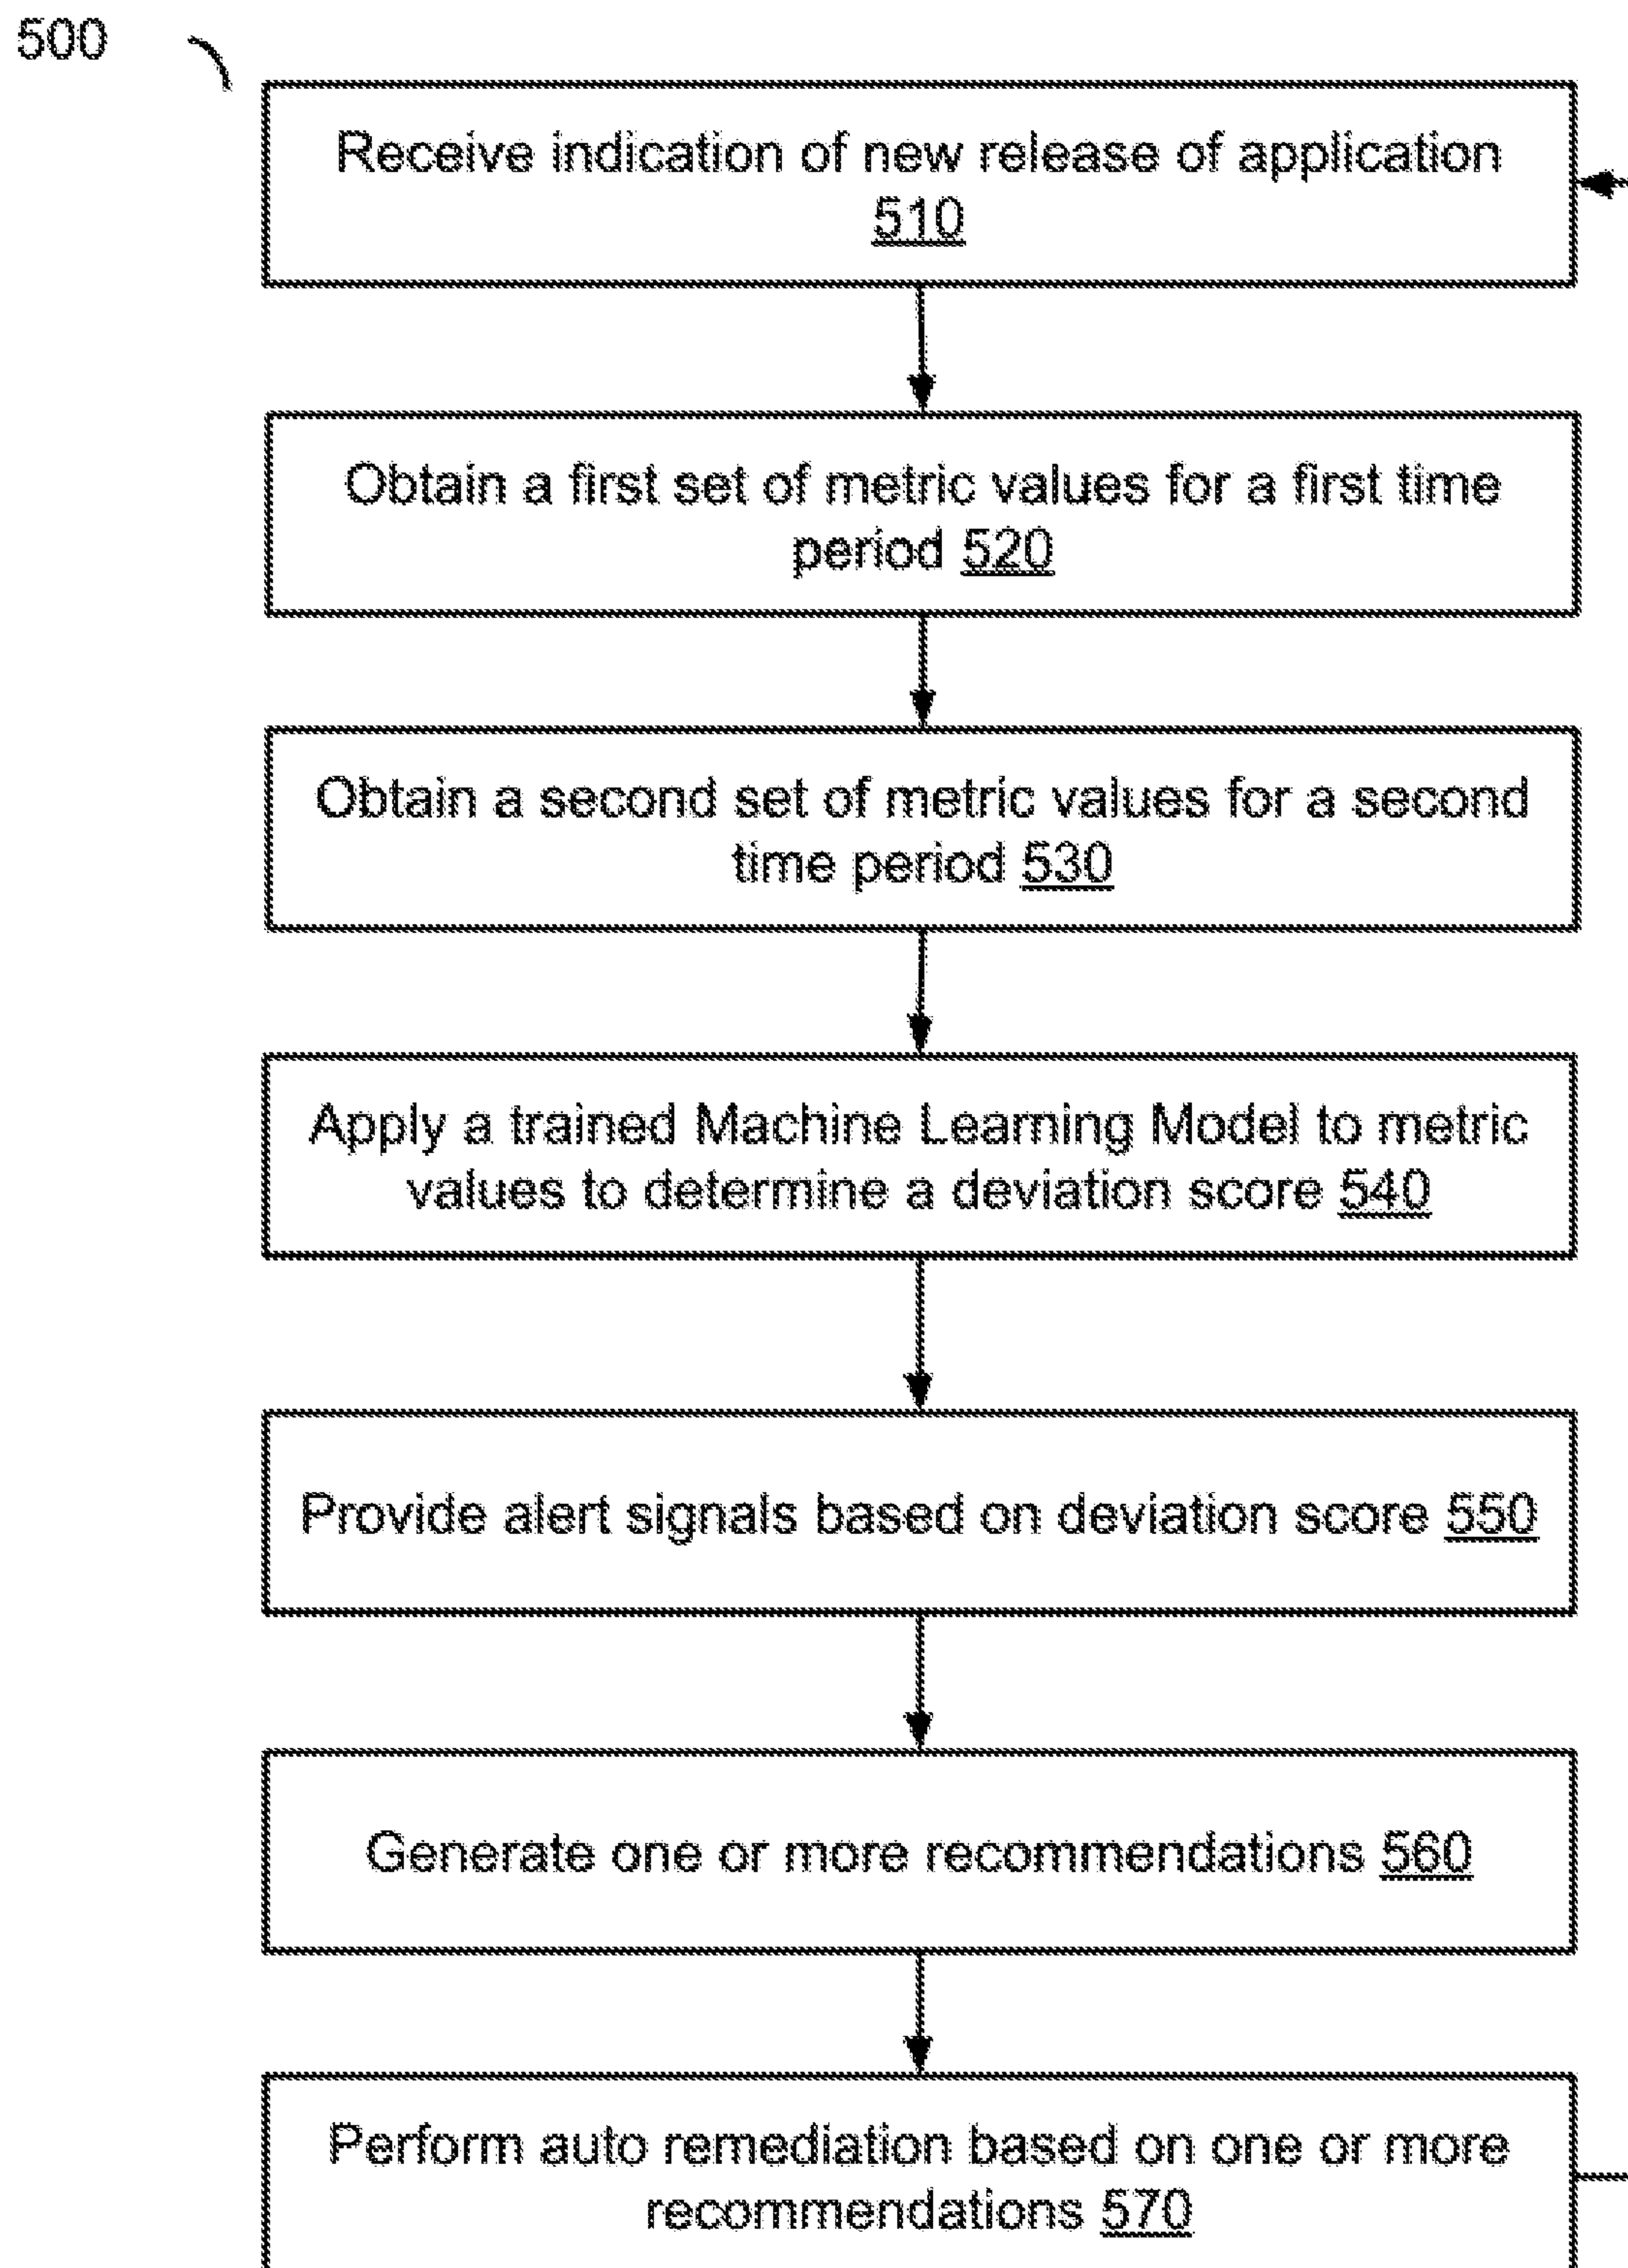 500
Receive indication of new release of application
510
Obtain a first set of metric values for a first time
period 520
Obtain a second set of metric values for a second
time period 530
Apply a trained Machine Learning Model to metric
values to determine a deviation score 540
Provide alert signals based on deviation score 550
Generate one or more recommendations 560
Perform auto remediation based on one or more
recommendations 570